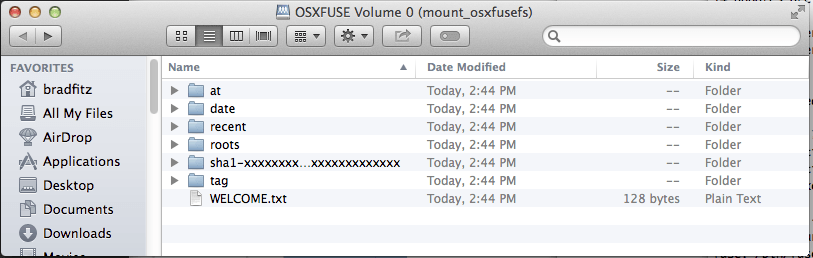 OSXFUSE Volume 0 (mount_osxfusefs)
FAVORITES
bradfitz
All My Files
AirDrop
Applications
Desktop
Documents
Downloads
Movies
Name Date Modified Size Kind
at Today, 2:44 PM -- Folder
date Today, 2:44 PM -- Folder
recent Today, 2:44 PM -- Folder
roots Today, 2:44 PM -- Folder
sha1-xxxxxxxx...xxxxxxxxxxxxx Today, 2:44 PM -- Folder
tag Today, 2:44 PM -- Folder
WELCOME.txt Today, 2:44 PM 128 bytes Plain Text